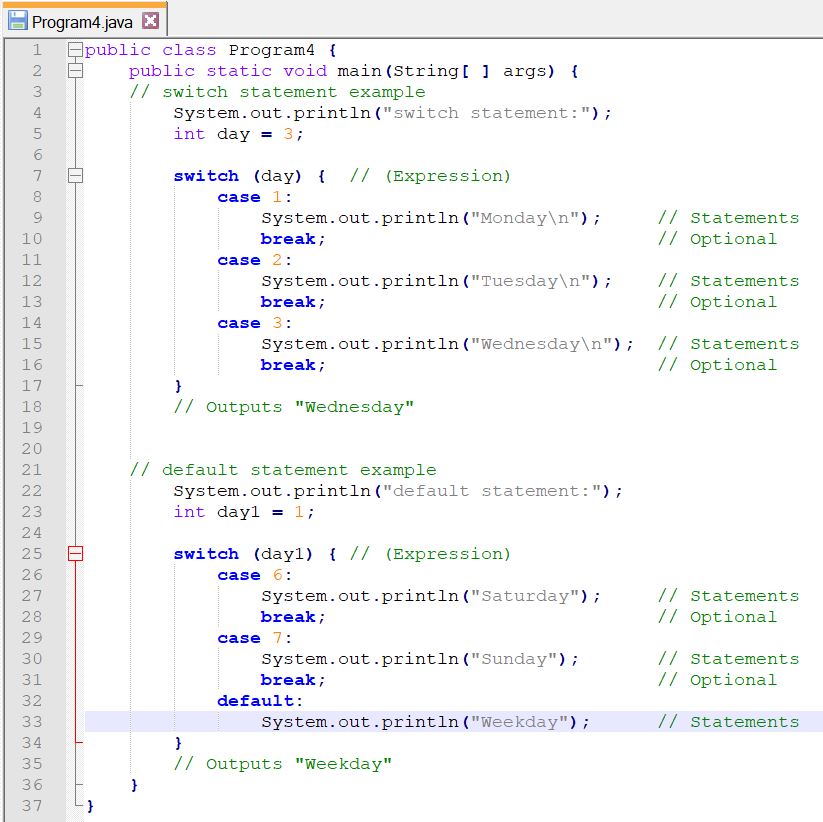 Program4.java
1 public class Program4 {
2     public static void main(String[ ] args) {
3     // switch statement example
4         System.out.println("switch statement:");
5         int day = 3;
6
7         switch (day) {  // (Expression)
8             case 1:
9                 System.out.println("Monday\n");     // Statements
10                 break;                              // Optional
11             case 2:
12                 System.out.println("Tuesday\n");    // Statements
13                 break;                              // Optional
14             case 3:
15                 System.out.println("Wednesday\n");  // Statements
16                 break;                              // Optional
17         }
18         // Outputs "Wednesday"
19
20
21     // default statement example
22         System.out.println("default statement:");
23         int day1 = 1;
24
25         switch (day1) { // (Expression)
26             case 6:
27                 System.out.println("Saturday");     // Statements
28                 break;                              // Optional
29             case 7:
30                 System.out.println("Sunday");       // Statements
31                 break;                              // Optional
32             default:
33                 System.out.println("Weekday");      // Statements
34         }
35         // Outputs "Weekday"
36     }
37 }